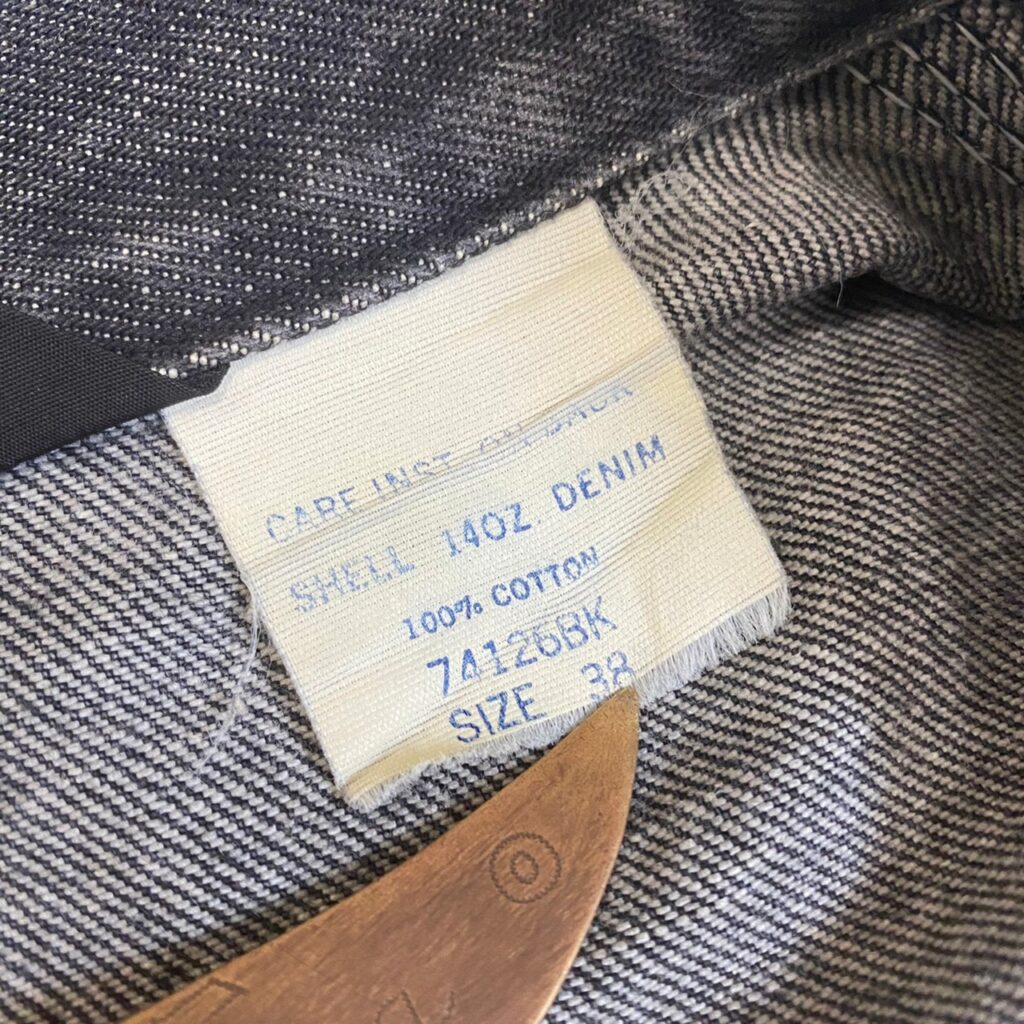 CARE INST ON BACK
SHELL 14OZ. DENIM
100% COTTON
74126BK
SIZE 38